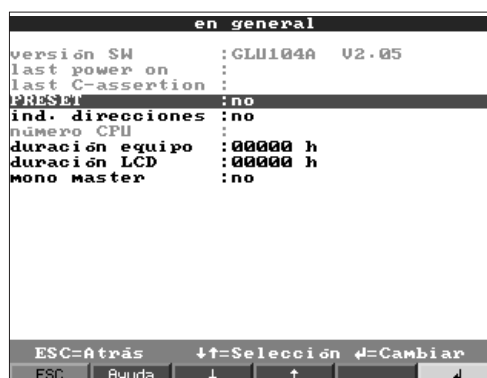 en general
versión SW :GLU104A V2.05
last power on :
last C-assertion :
PRESET :no
ind. direcciones :no
número CPU :
duración equipo :00000 h
duración LCD :00000 h
mono master :no
ESC=Atrás ↓↑=Selección ↲=Cambiar
ESC Ayuda ↓ ↑ ↲